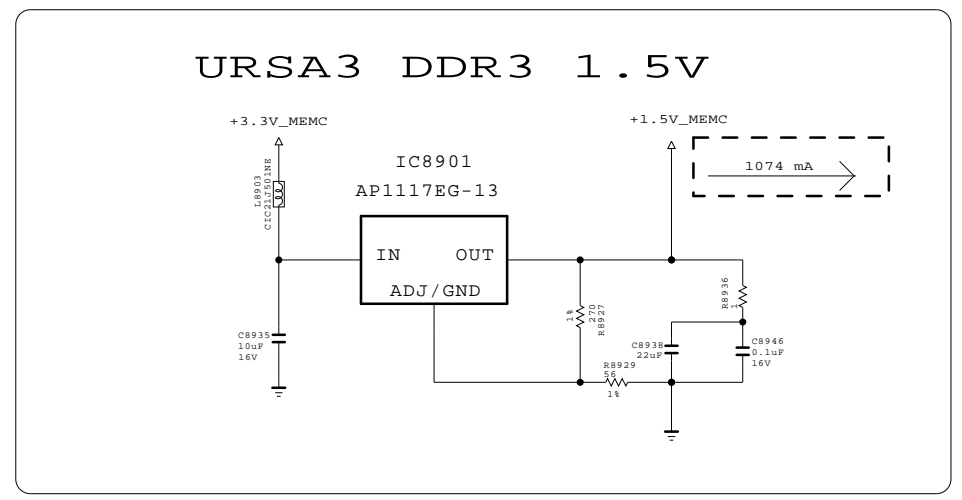 URSA3 DDR3 1.5V
+3.3V_MEMC
+1.5V_MEMC
1074 mA
IC8901
AP1117EG-13
L8903
CIC21J501NE
IN
OUT
ADJ/GND
R8936
1
1%
270
R8927
C8935
10uF
16V
C8938
22uF
C8946
0.1uF
16V
R8929
56
1%